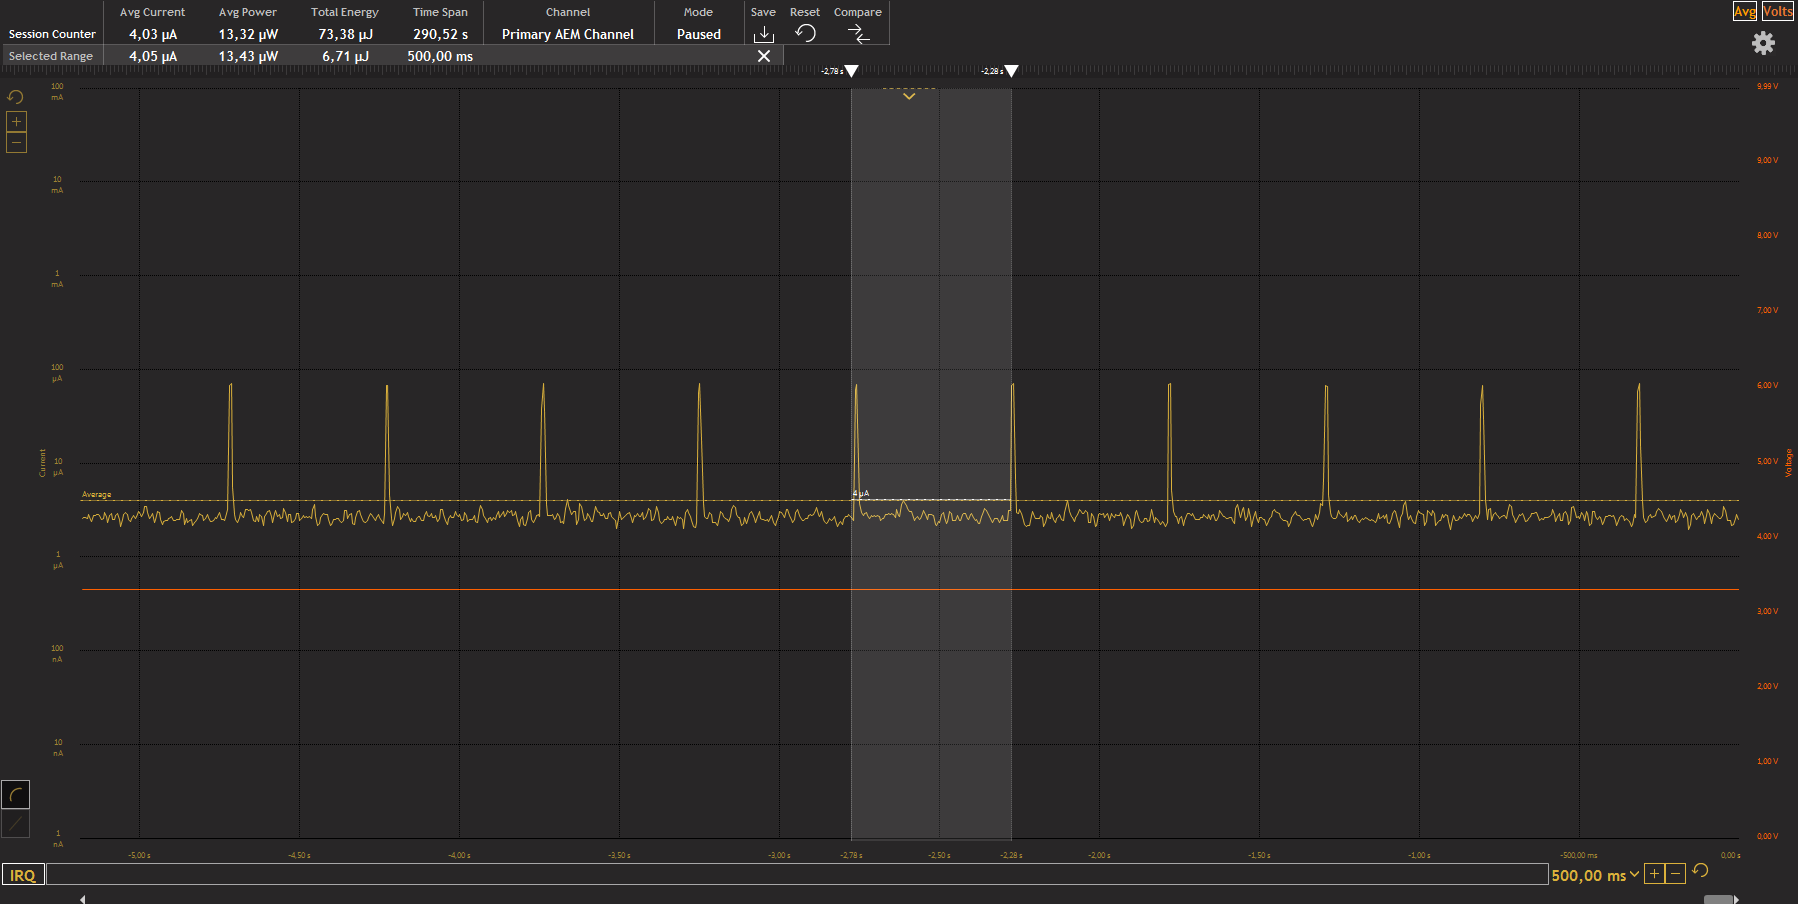 Avg Current Avg Power Total Energy Time Span Channel Mode Save Reset Compare
Session Counter 4,03 µA 13,32 µW 73,38 µJ 290,52 s Primary AEM Channel Paused
Selected Range 4,05 µA 13,43 µW 6,71 µJ 500,00 ms
Avg Volts
-2,78 s -2,28 s
100 mA
10 mA
1 mA
100 µA
10 µA
1 µA
100 nA
10 nA
1 nA
Current
Average
4 µA
9,99 V
9,00 V
8,00 V
7,00 V
6,00 V
5,00 V
4,00 V
3,00 V
2,00 V
1,00 V
0,00 V
Voltage
-5,00 s -4,50 s -4,00 s -3,50 s -3,00 s -2,78 s -2,50 s -2,28 s -2,00 s -1,50 s -1,00 s -500,00 ms 0,00 s
IRQ 500,00 ms